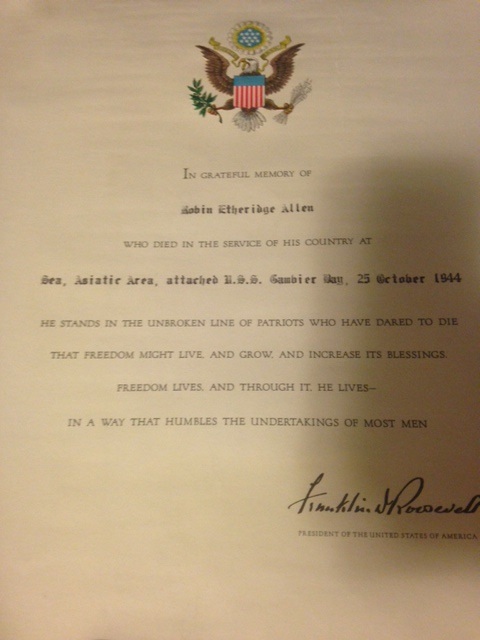 IN GRATEFUL MEMORY OF
Robin Etheridge Allen
WHO DIED IN THE SERVICE OF HIS COUNTRY AT
Sea, Asiatic Area, attached U.S.S. Gambier Bay, 25 October 1944
HE STANDS IN THE UNBROKEN LINE OF PATRIOTS WHO HAVE DARED TO DIE
THAT FREEDOM MIGHT LIVE, AND GROW, AND INCREASE ITS BLESSINGS.
FREEDOM LIVES, AND THROUGH IT, HE LIVES—
IN A WAY THAT HUMBLES THE UNDERTAKINGS OF MOST MEN
Franklin D Roosevelt
PRESIDENT OF THE UNITED STATES OF AMERICA